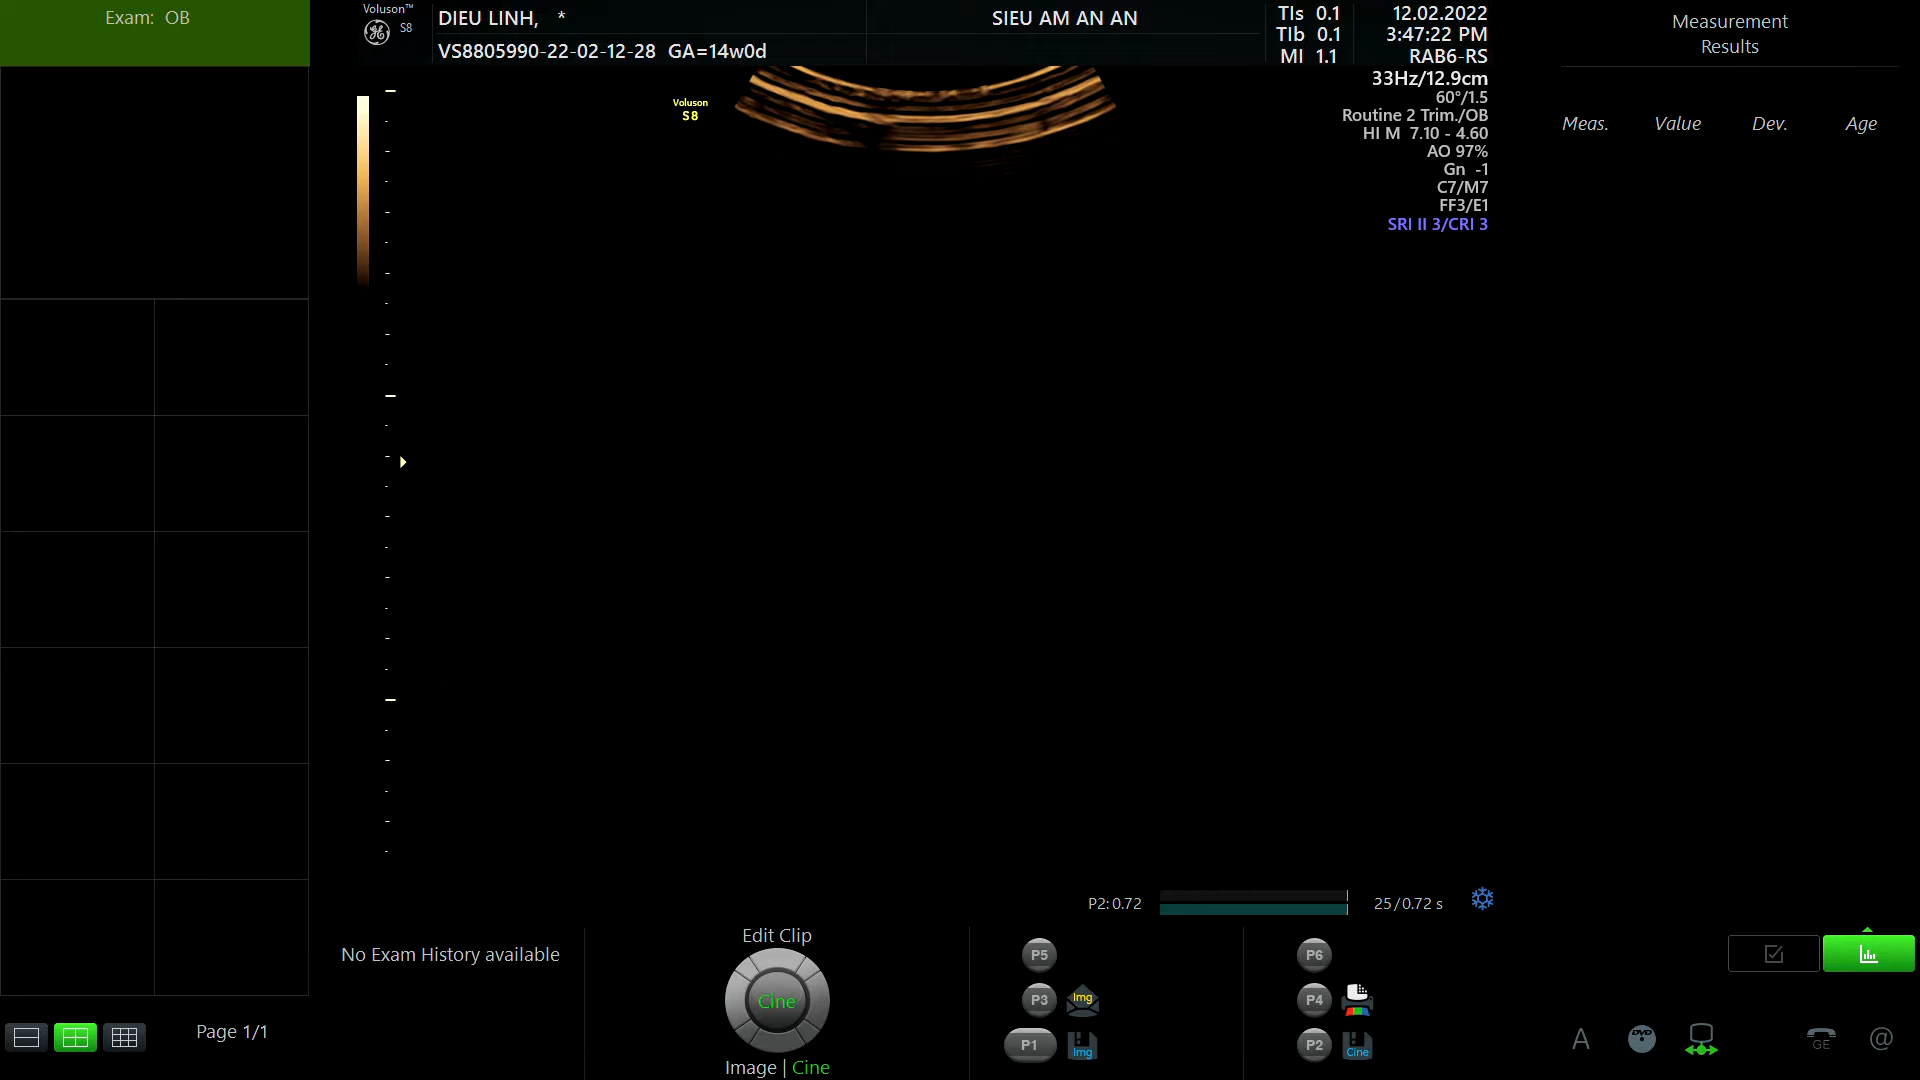 Exam: OB
Voluson™
S8
DIEU LINH, *
SIEU AM AN AN
VS8805990-22-02-12-28 GA=14w0d
TIs 0.1
TIb 0.1
MI 1.1
12.02.2022
3:47:22 PM
RAB6-RS
33Hz/12.9cm
60°/1.5
Routine 2 Trim./OB
HI M 7.10 - 4.60
AO 97%
Gn -1
C7/M7
FF3/E1
SRI II 3/CRI 3
Voluson
S8
Measurement
Results
Meas. Value Dev. Age
P2: 0.72
25/0.72 s
No Exam History available
Edit Clip
Cine
Image | Cine
P5
P3 Img
P1 Img
P6
P4
P2 Cine
Page 1/1
A
DVD
GE
@